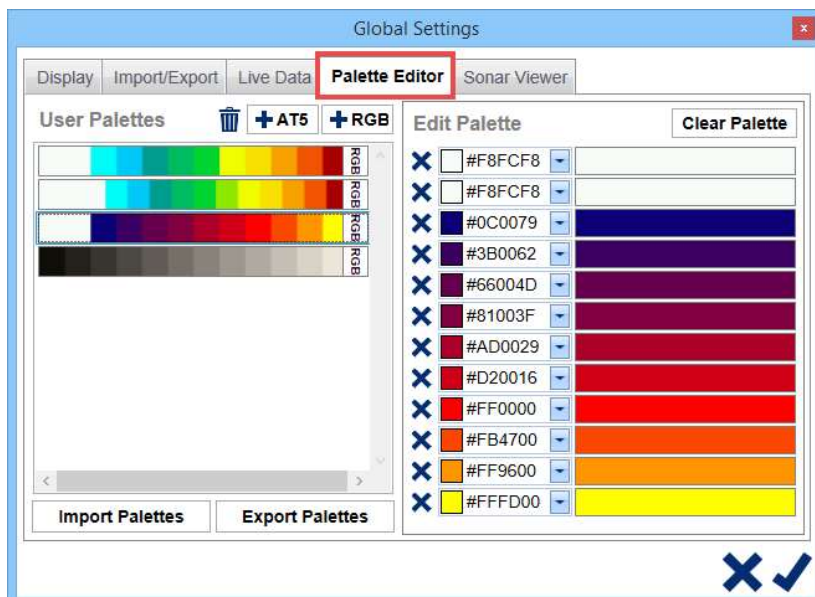 Global Settings
x
Display Import/Export Live Data Palette Editor Sonar Viewer
User Palettes
AT5
RGB
RGB
RGB
RGB
RGB
Import Palettes
Export Palettes
Edit Palette
Clear Palette
#F8FCF8
#F8FCF8
#0C0079
#3B0062
#66004D
#81003F
#AD0029
#D20016
#FF0000
#FB4700
#FF9600
#FFFD00